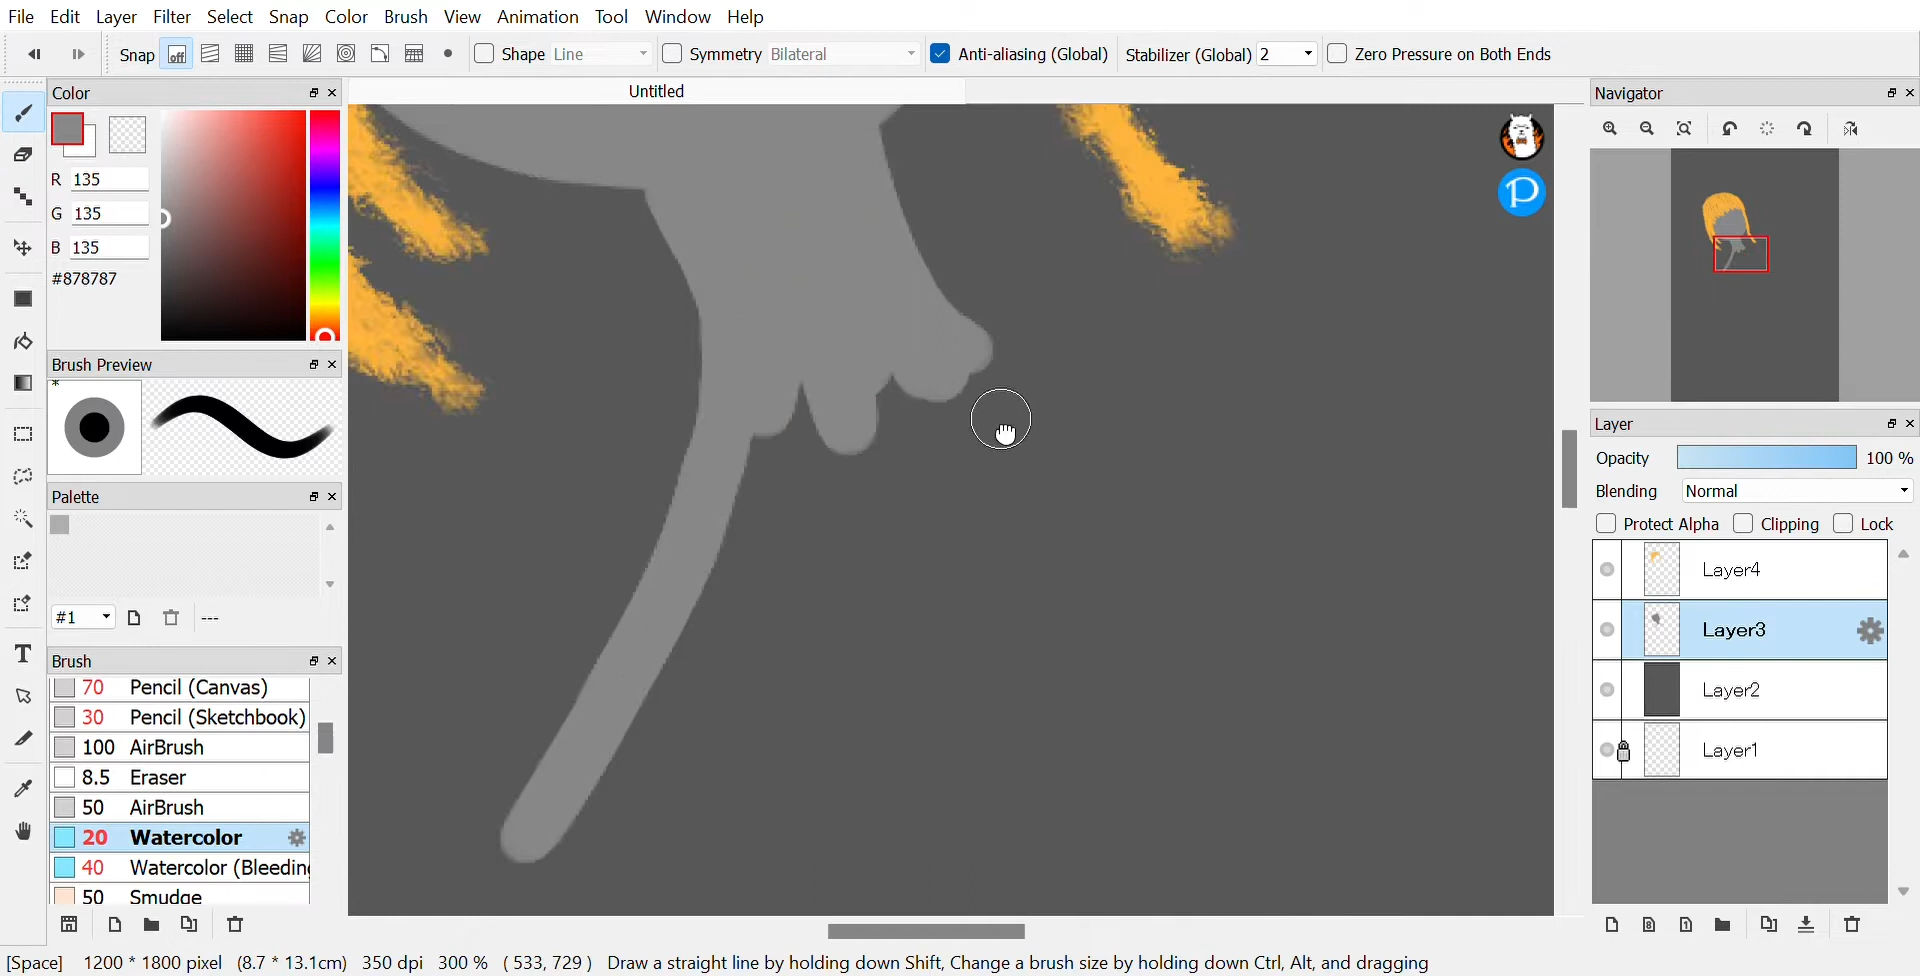 File Edit Layer Filter Select Snap Color Brush View Animation Tool Window Help
Snap off Shape Line Symmetry Bilateral Anti-aliasing (Global) Stabilizer (Global) 2 Zero Pressure on Both Ends
Color
Untitled
Navigator
R 135
G 135
B 135
#878787
Brush Preview
*
Palette
#1 ---
Brush
70 Pencil (Canvas)
30 Pencil (Sketchbook)
100 AirBrush
8.5 Eraser
50 AirBrush
20 Watercolor
40 Watercolor (Bleeding
50 Smudge
P
Layer
Opacity 100 %
Blending Normal
Protect Alpha Clipping Lock
Layer4
Layer3
Layer2
Layer1
T
8 1
[Space] 1200 * 1800 pixel (8.7 * 13.1cm) 350 dpi 300 % ( 533, 729 ) Draw a straight line by holding down Shift, Change a brush size by holding down Ctrl, Alt, and dragging